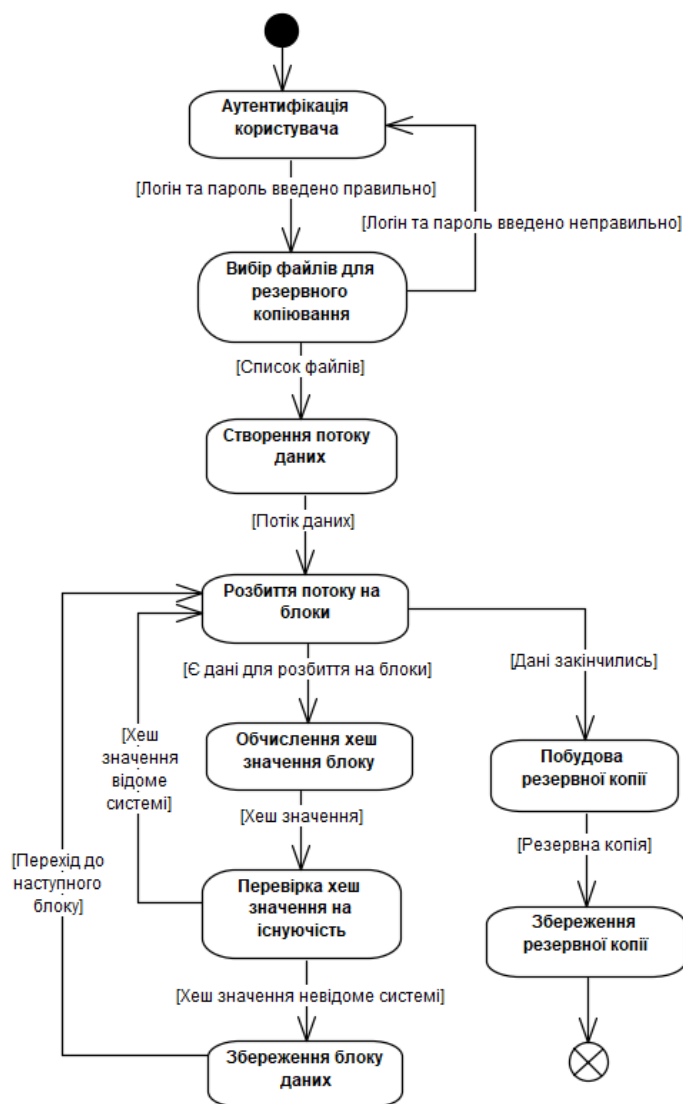 Аутентифікація
користувача
[Логін та пароль введено правильно]
[Логін та пароль введено неправильно]
Вибір файлів для
резервного
копіювання
[Список файлів]
Створення потоку
даних
[Потік даних]
Розбиття потоку на
блоки
[Є дані для розбиття на блоки]
[Дані закінчились]
[Хеш
значення
відоме
системі]
Обчислення хеш
значення блоку
Побудова
резервної копії
[Хеш значення]
[Резервна копія]
[Перехід до
наступного
блоку]
Перевірка хеш
значення на
існуючість
Збереження
резервної копії
[Хеш значення невідоме системі]
Збереження блоку
даних